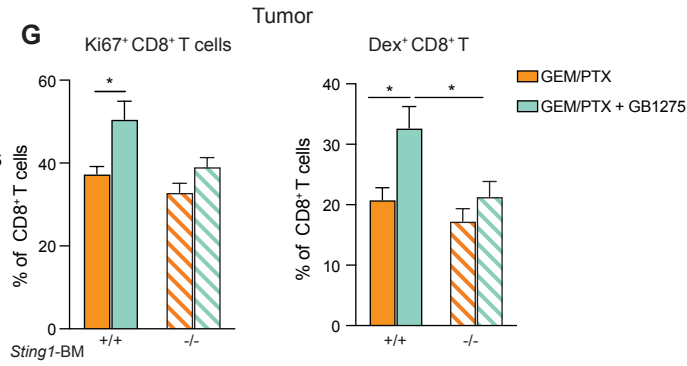 G
Tumor
Ki67⁺ CD8⁺ T cells
Dex⁺ CD8⁺ T
GEM/PTX
GEM/PTX + GB1275
% of CD8⁺ T cells
60
40
20
0
*
+/+
-/-
Sting1-BM
% of CD8⁺ T cells
40
30
20
10
0
*
*
+/+
-/-